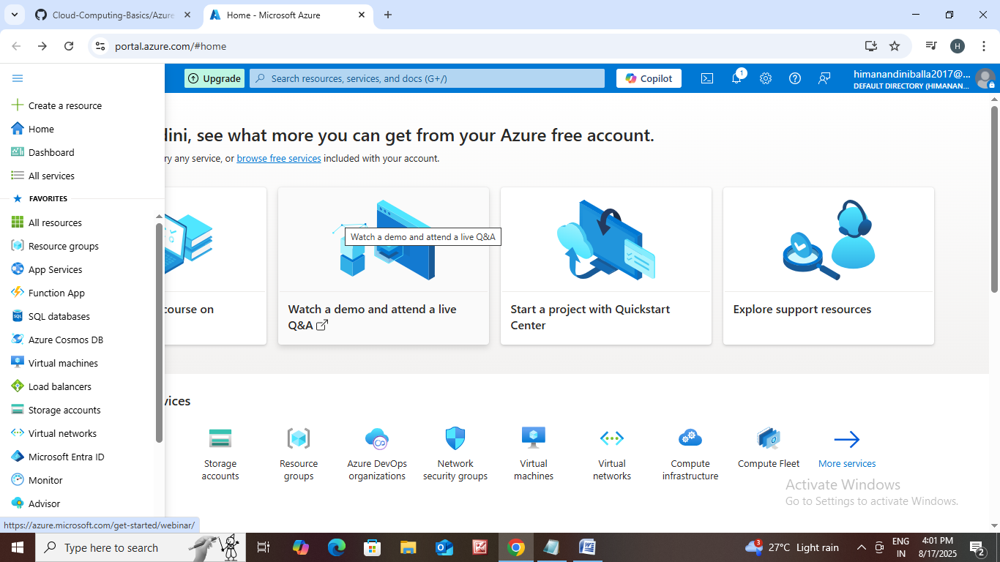 Cloud-Computing-Basics/Azure
Home - Microsoft Azure
portal.azure.com/#home
H
Upgrade
Search resources, services, and docs (G+/)
Copilot
1
himanandiniballa2017@...
DEFAULT DIRECTORY (HIMANAN...
Create a resource
Home
Dashboard
All services
FAVORITES
All resources
Resource groups
App Services
Function App
SQL databases
Azure Cosmos DB
Virtual machines
Load balancers
Storage accounts
Virtual networks
Microsoft Entra ID
Monitor
Advisor
dini, see what more you can get from your Azure free account.
ry any service, or browse free services included with your account.
course on
Watch a demo and attend a live Q&A
Watch a demo and attend a live
Q&A
Start a project with Quickstart
Center
Explore support resources
vices
Storage
accounts
Resource
groups
Azure DevOps
organizations
Network
security groups
Virtual
machines
Virtual
networks
Compute
infrastructure
Compute Fleet
More services
Activate Windows
Go to Settings to activate Windows.
https://azure.microsoft.com/get-started/webinar/
Type here to search
3
27°C Light rain
ENG
IN
4:01 PM
8/17/2025
2